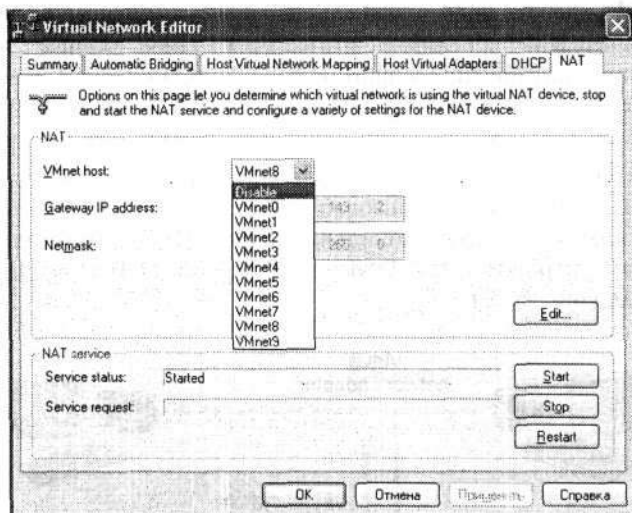 Virtual Network Editor
Summary Automatic Bridging Host Virtual Network Mapping Host Virtual Adapters DHCP NAT
Options on this page let you determine which virtual network is using the virtual NAT device, stop
and start the NAT service and configure a variety of settings for the NAT device.
NAT
VMnet host: VMnet8
Disable
Gateway IP address: VMnet0 143 2
VMnet1
VMnet2
Netmask: VMnet3 0
VMnet4
VMnet5
VMnet6
VMnet7
VMnet8 Edit...
VMnet9
NAT service
Service status: Started Start
Service request: Stop
Restart
OK Отмена Применить Справка